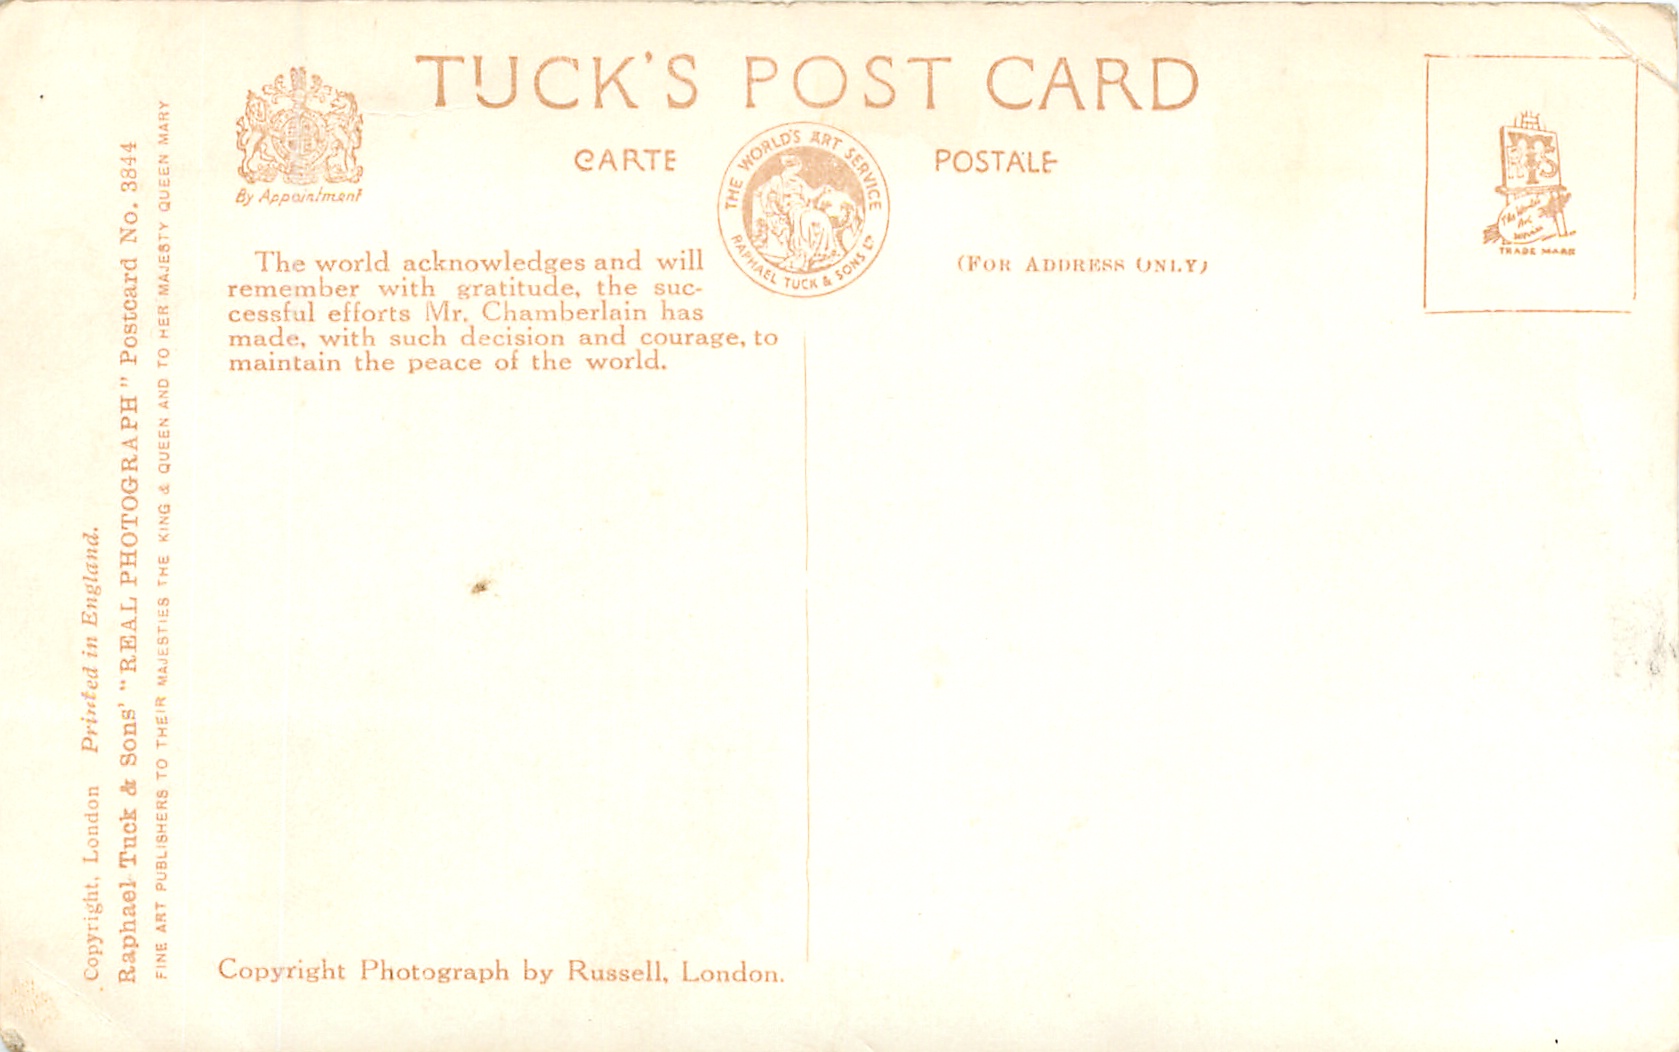 TUCK'S POST CARD
CARTE POSTALE
By Appointment
THE WORLD'S ART SERVICE
RAPHAEL TUCK & SONS LD
(FOR ADDRESS ONLY)
TRADE MARK
The world acknowledges and will
remember with gratitude, the suc-
cessful efforts Mr. Chamberlain has
made, with such decision and courage, to
maintain the peace of the world.
Copyright Photograph by Russell, London.
Copyright, London Printed in England.
Raphael Tuck & Sons' "REAL PHOTOGRAPH" Postcard No. 3844
FINE ART PUBLISHERS TO THEIR MAJESTIES THE KING & QUEEN AND TO HER MAJESTY QUEEN MARY